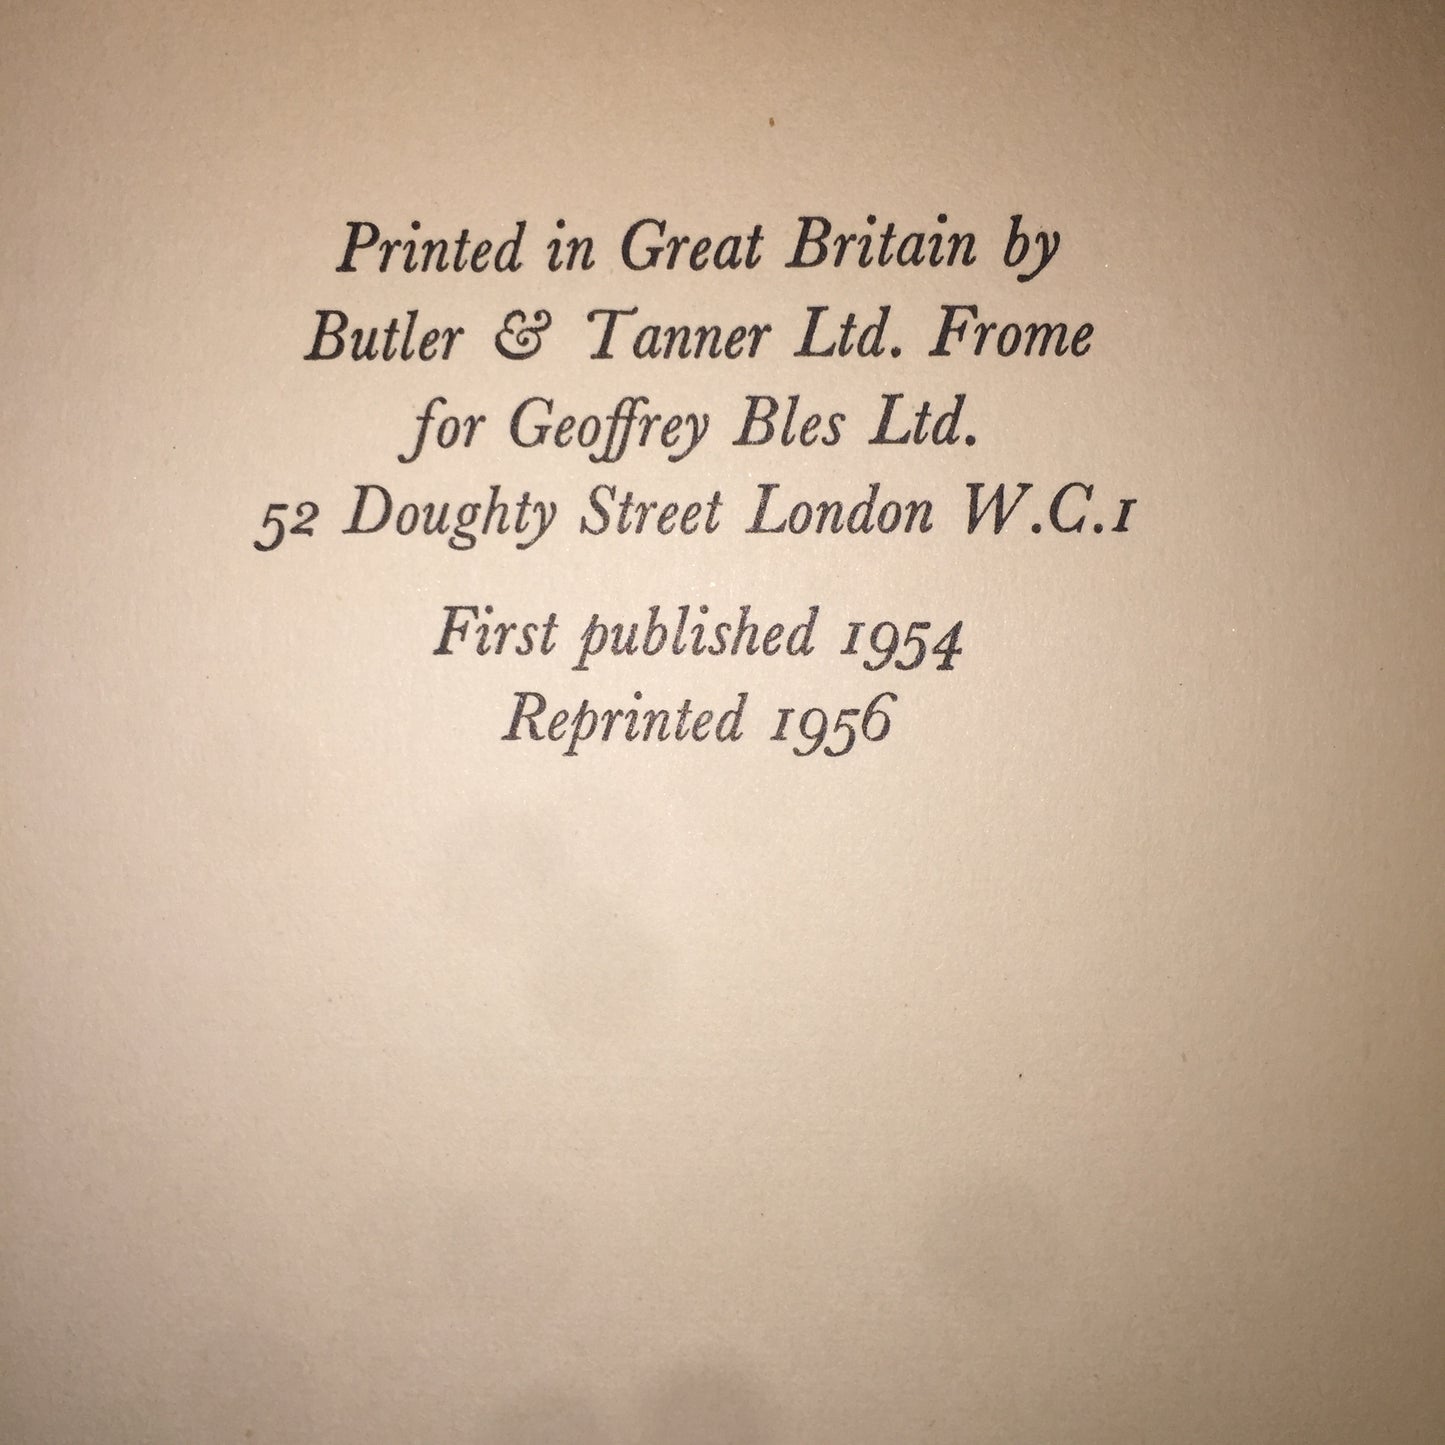 Printed in Great Britain by
Butler & Tanner Ltd. Frome
for Geoffrey Bles Ltd.
52 Doughty Street London W.C.1
First published 1954
Reprinted 1956